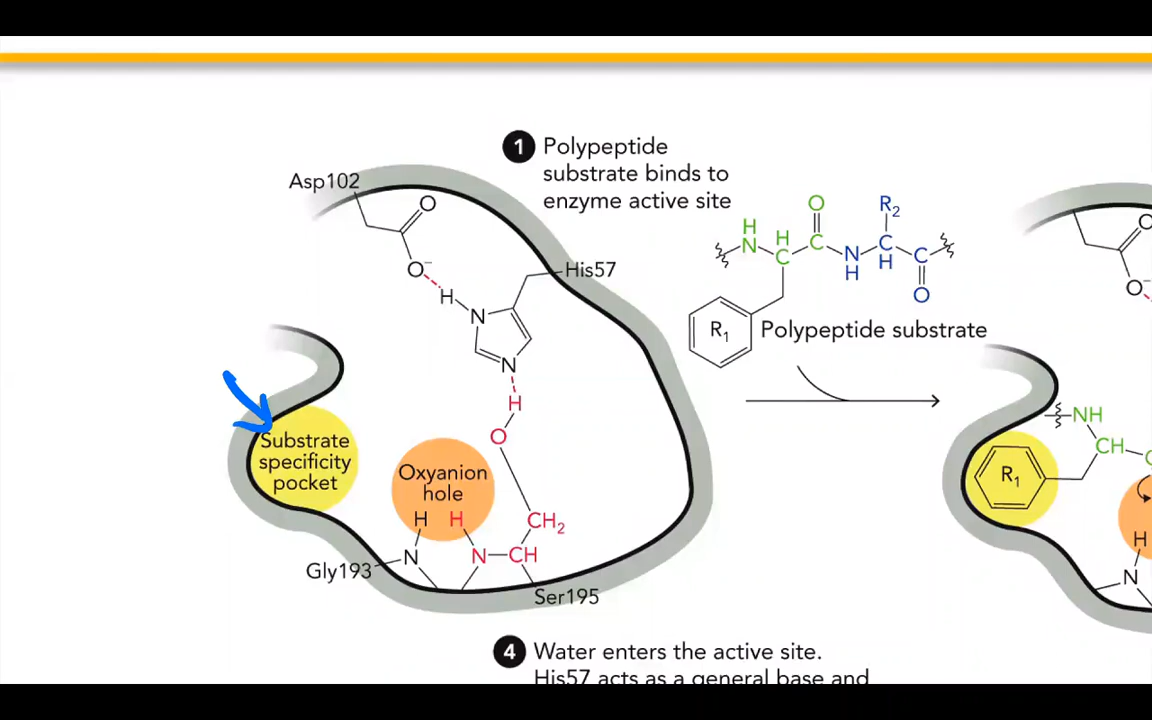 1 Polypeptide
substrate binds to
enzyme active site
Asp102
O
O-
H
N
His57
N
H
O
Substrate
specificity
pocket
Oxyanion
hole
H H
CH2
N
N CH
Gly193
Ser195
O
R2
H
N
H
C
C
N
H
C
H
C
O
R1
Polypeptide substrate
O
O-
NH
CH
C
R1
H
N
4 Water enters the active site.
His57 acts as a general base and